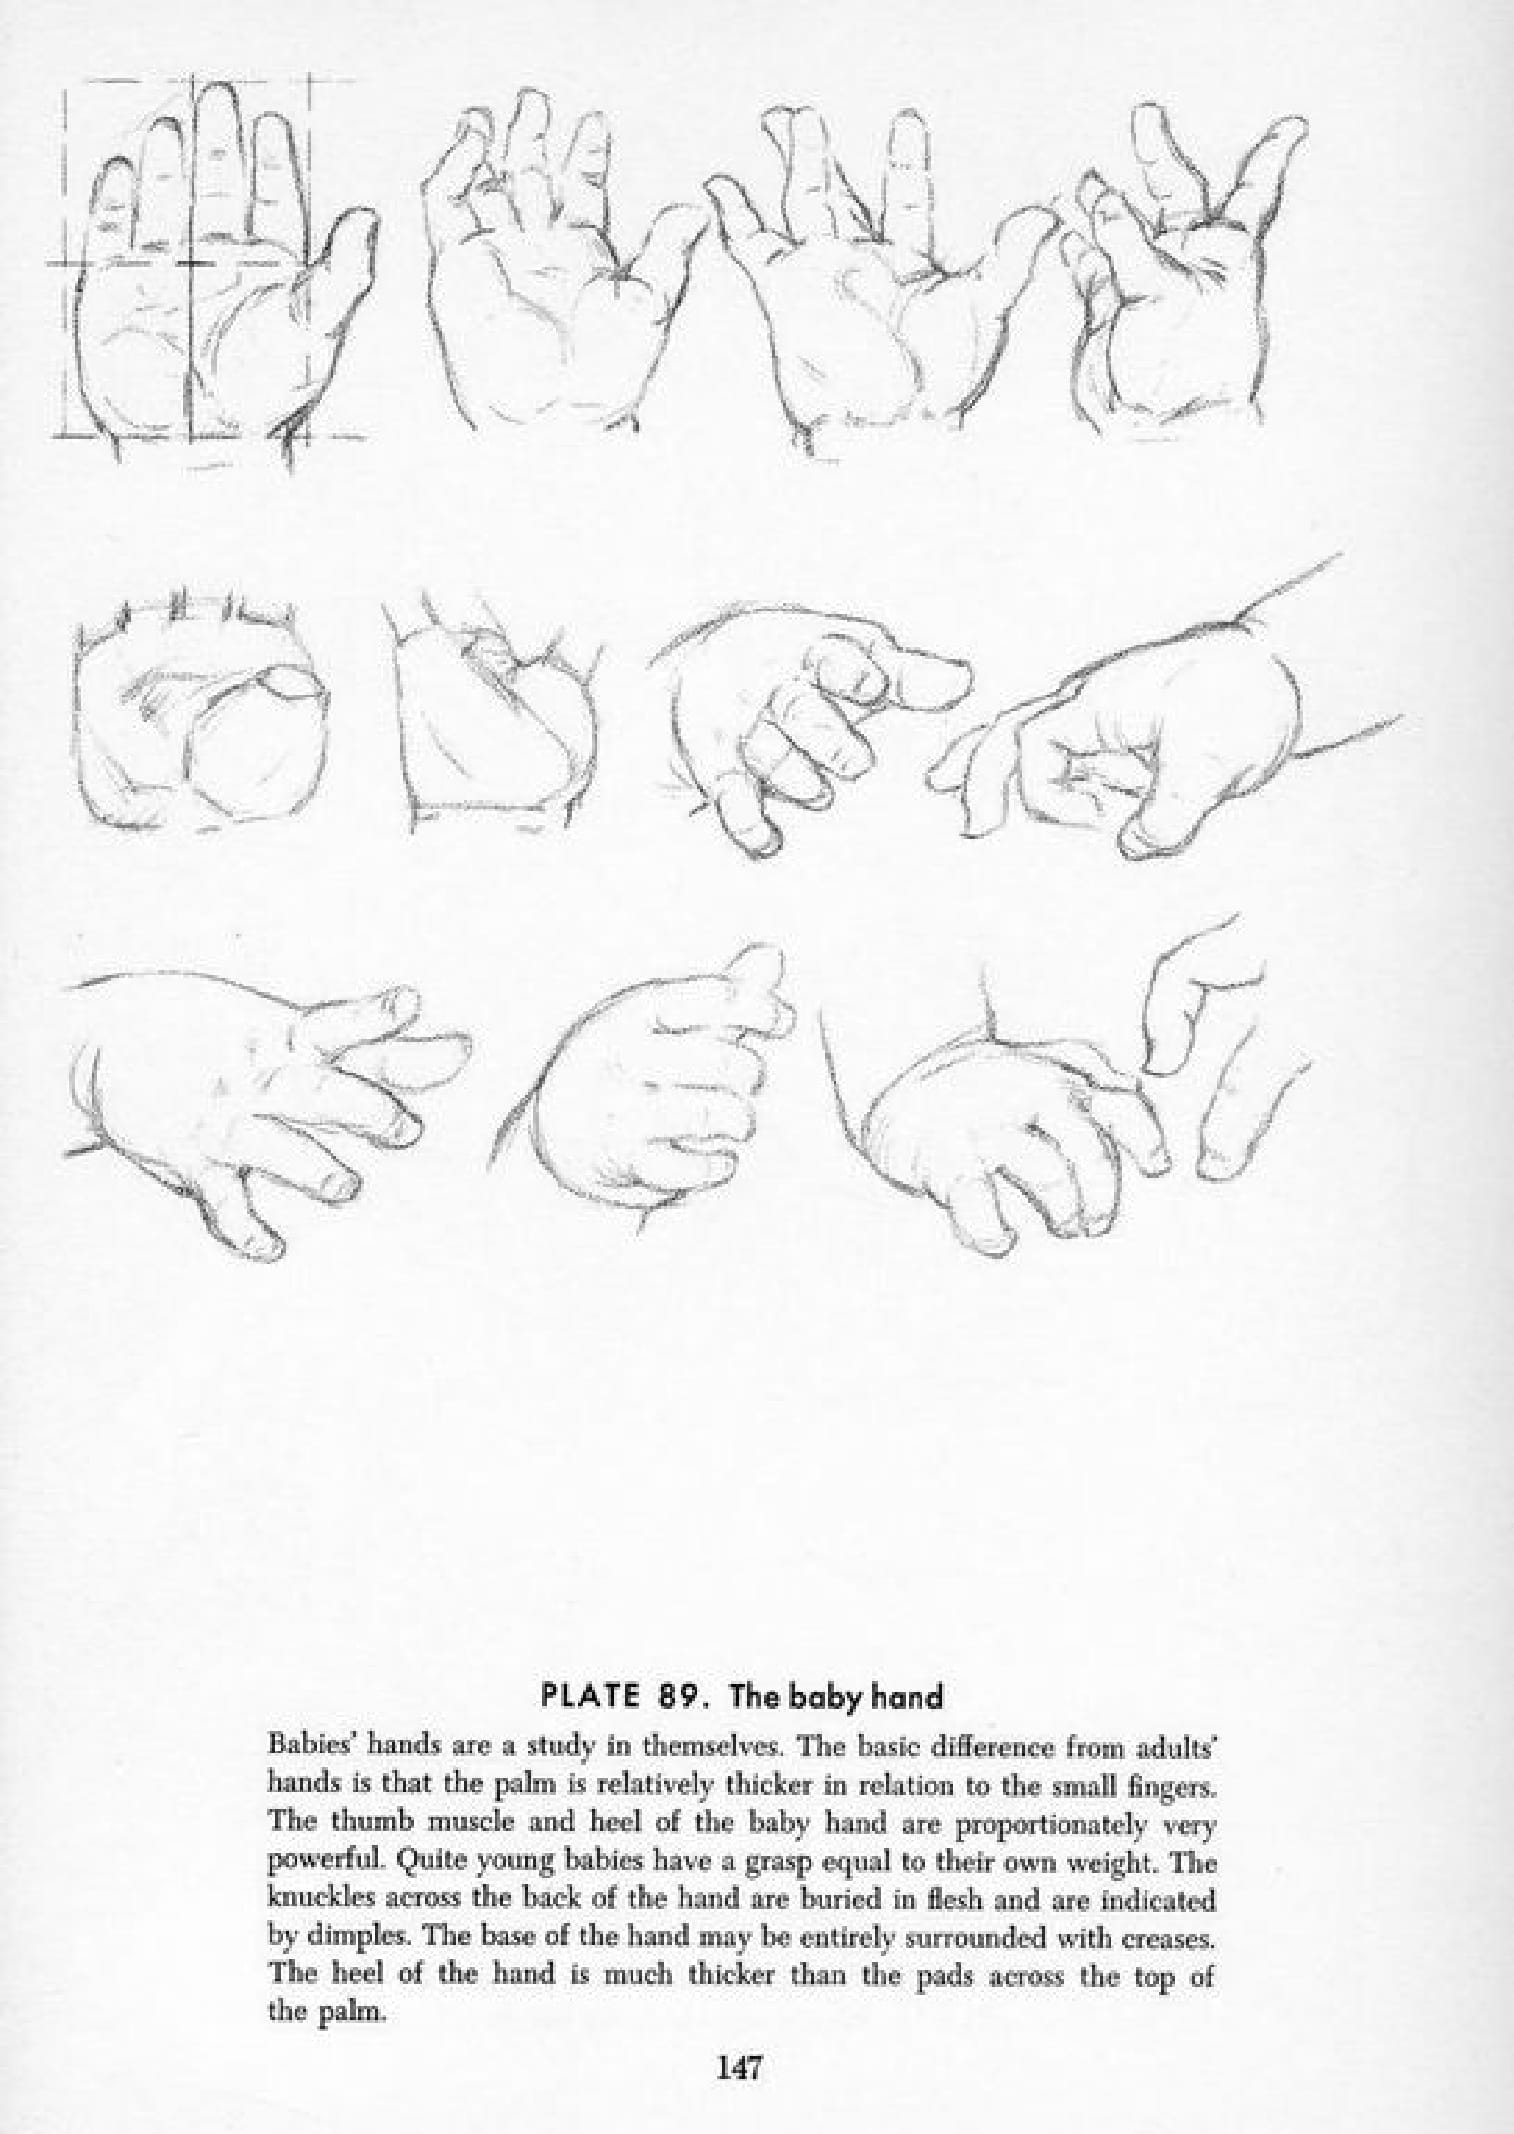 PLATE 89. The baby hand
Babies' hands are a study in themselves. The basic difference from adults'
hands is that the palm is relatively thicker in relation to the small fingers.
The thumb muscle and heel of the baby hand are proportionately very
powerful. Quite young babies have a grasp equal to their own weight. The
knuckles across the back of the hand are buried in flesh and are indicated
by dimples. The base of the hand may be entirely surrounded with creases.
The heel of the hand is much thicker than the pads across the top of
the palm.
147